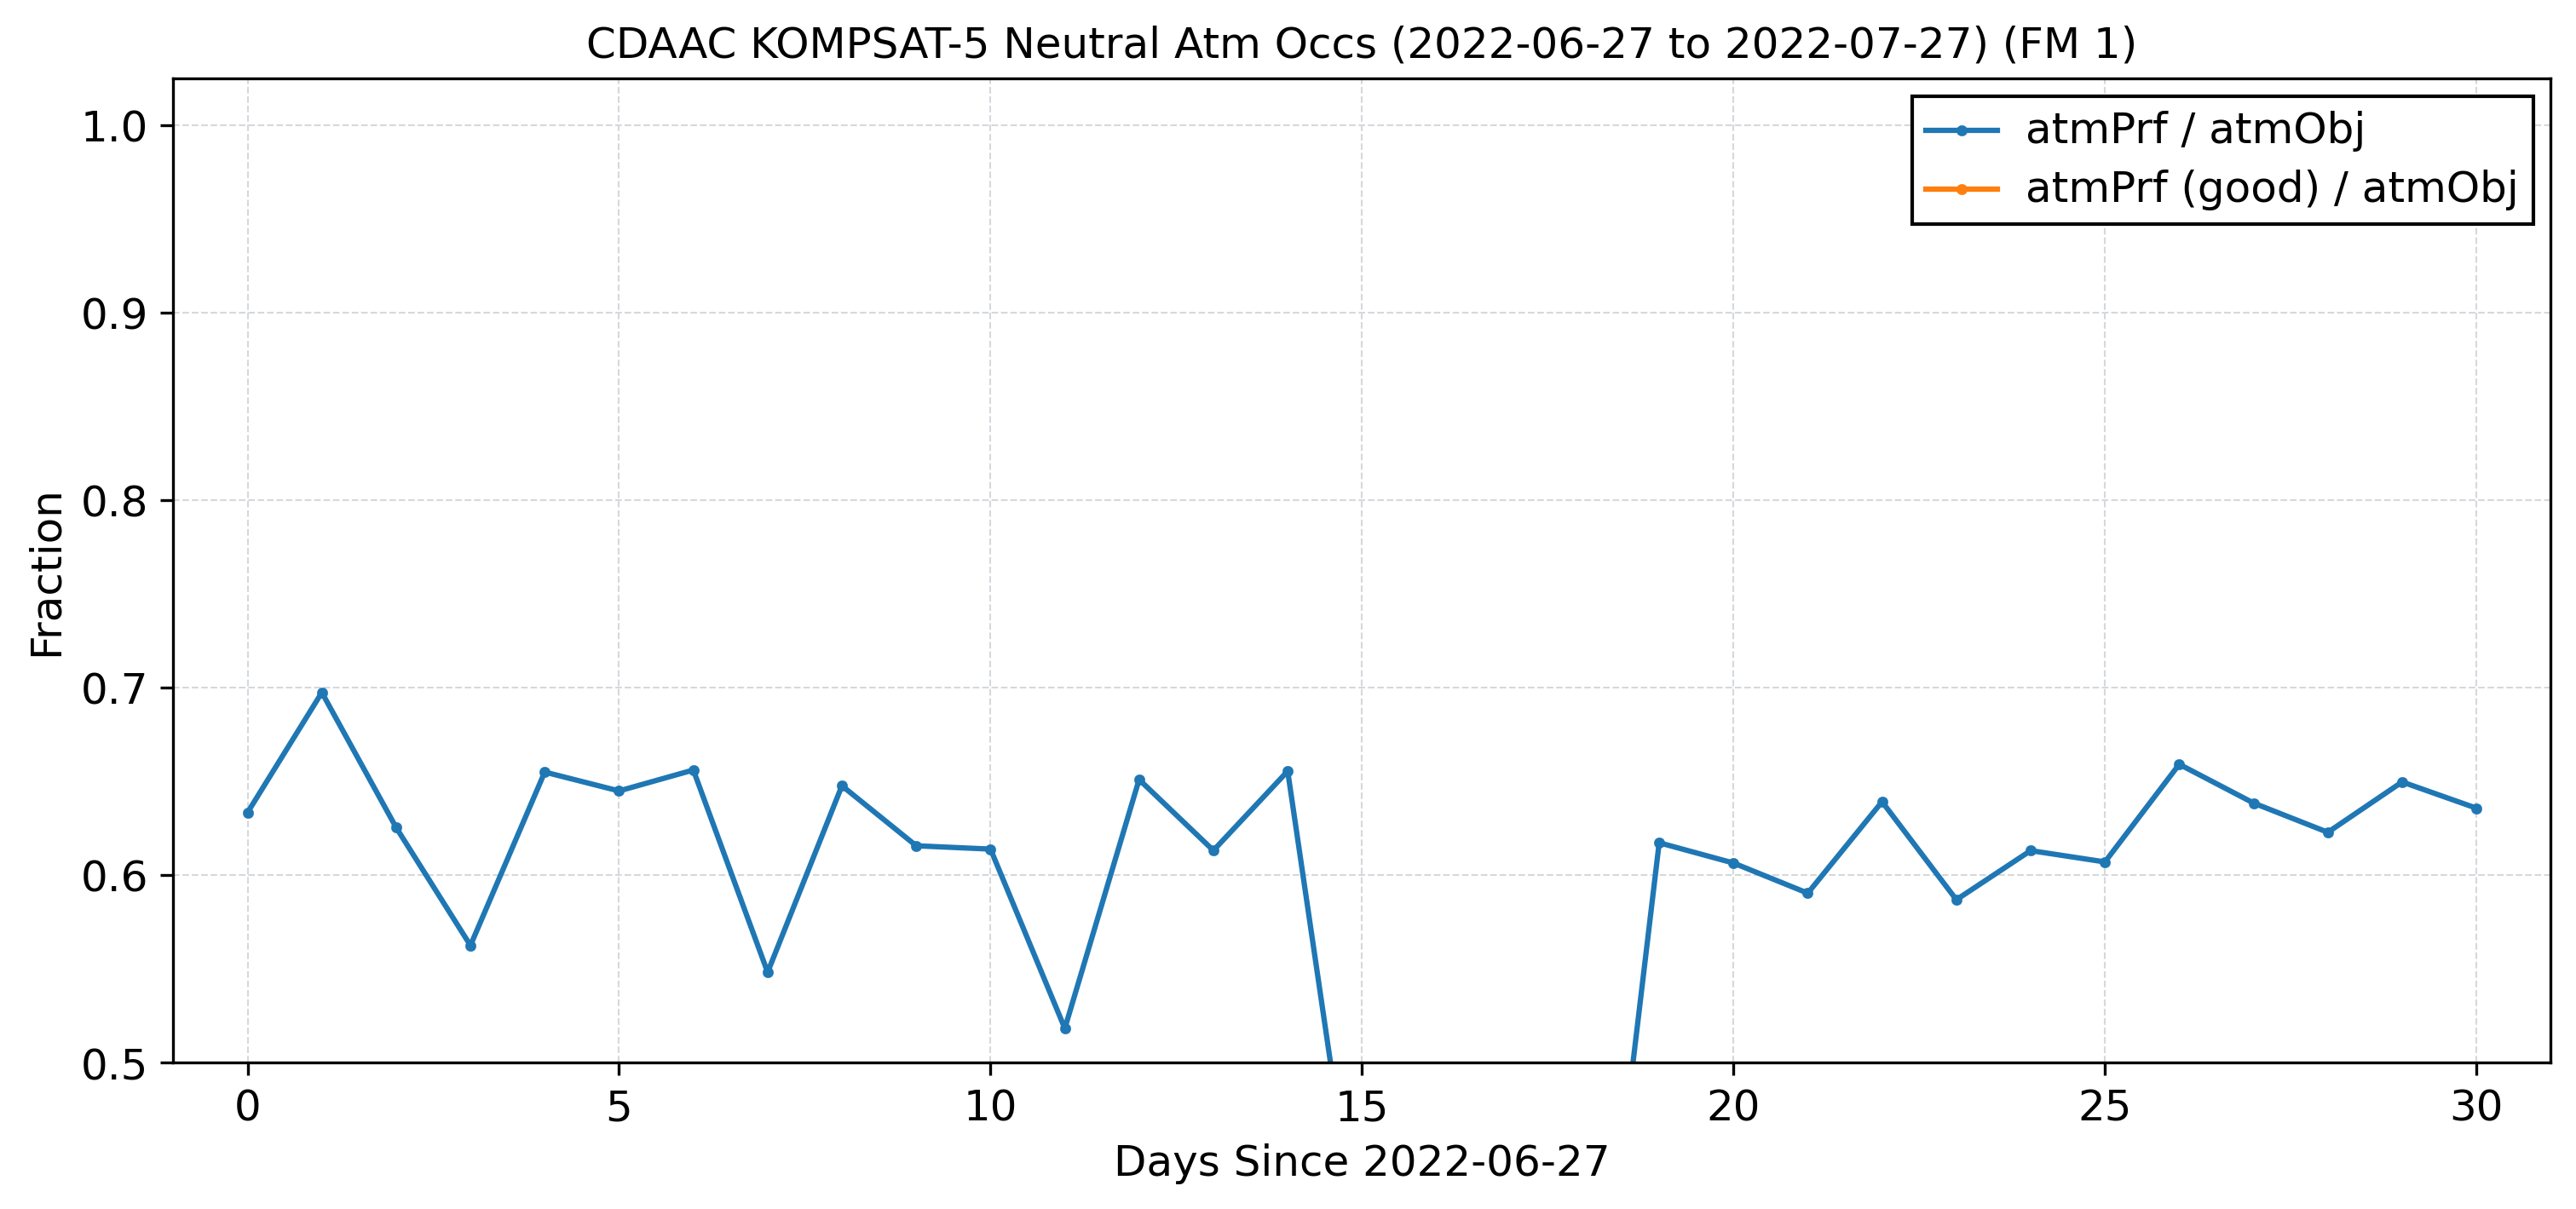 CDAAC KOMPSAT-5 Neutral Atm Occs (2022-06-27 to 2022-07-27) (FM 1)
atmPrf / atmObj
atmPrf (good) / atmObj
Fraction
1.0
0.9
0.8
0.7
0.6
0.5
0 5 10 15 20 25 30
Days Since 2022-06-27